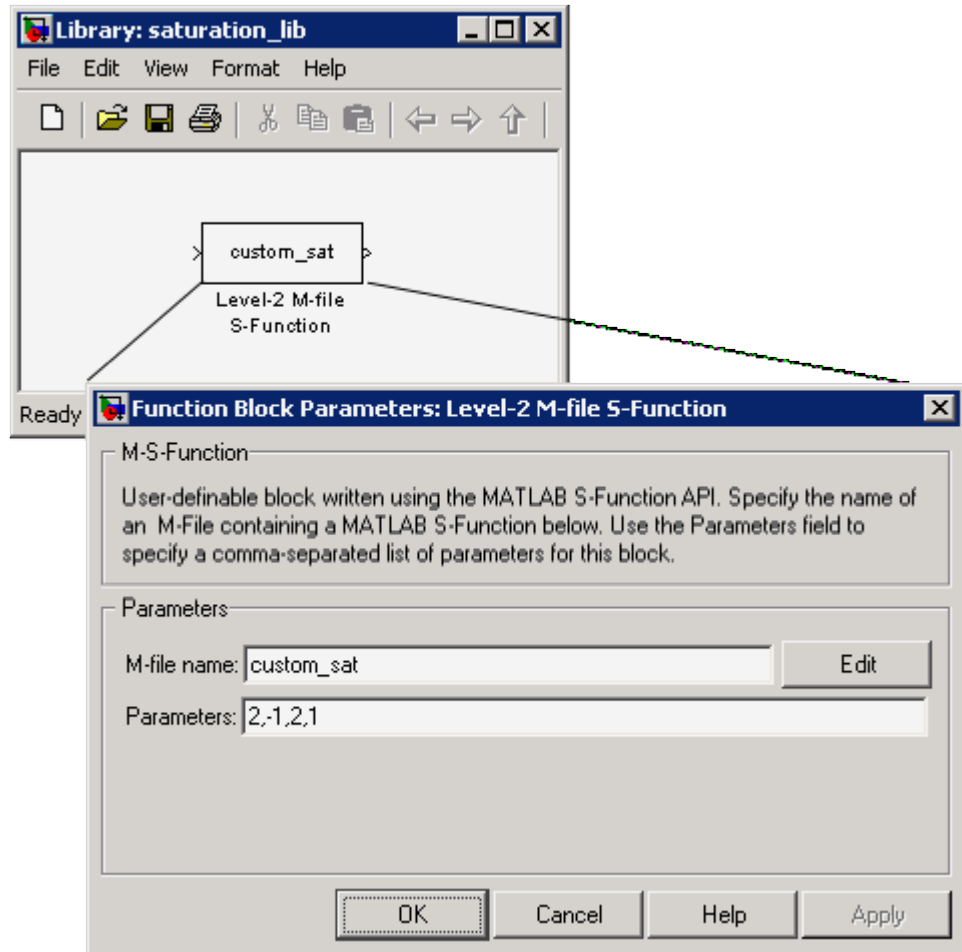 Library: saturation_lib
File Edit View Format Help
custom_sat
Level-2 M-file
S-Function
Ready
Function Block Parameters: Level-2 M-file S-Function
M-S-Function
User-definable block written using the MATLAB S-Function API. Specify the name of
an M-File containing a MATLAB S-Function below. Use the Parameters field to
specify a comma-separated list of parameters for this block.
Parameters
M-file name: custom_sat Edit
Parameters: 2,-1,2,1
OK Cancel Help Apply